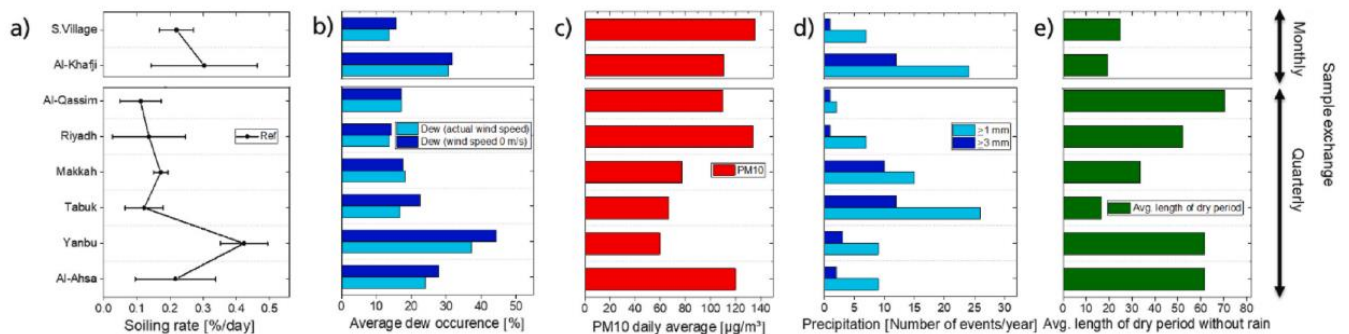 a)
S.Village
Al-Khafji
Al-Qassim
Riyadh
Makkah
Tabuk
Yanbu
Al-Ahsa
Ref
0.0 0.1 0.2 0.3 0.4 0.5
Soiling rate [%/day]
b)
Dew (actual wind speed)
Dew (wind speed 0 m/s)
0 10 20 30 40 50
Average dew occurence [%]
c)
PM10
0 20 40 60 80 100 120 140
PM10 daily average [µg/m³]
d)
≥1 mm
≥3 mm
0 5 10 15 20 25 30
Precipitation [Number of events/year]
e)
Avg. length of dry period
0 10 20 30 40 50 60 70 80
Avg. length of dry period without rain
Monthly
Quarterly
Sample exchange